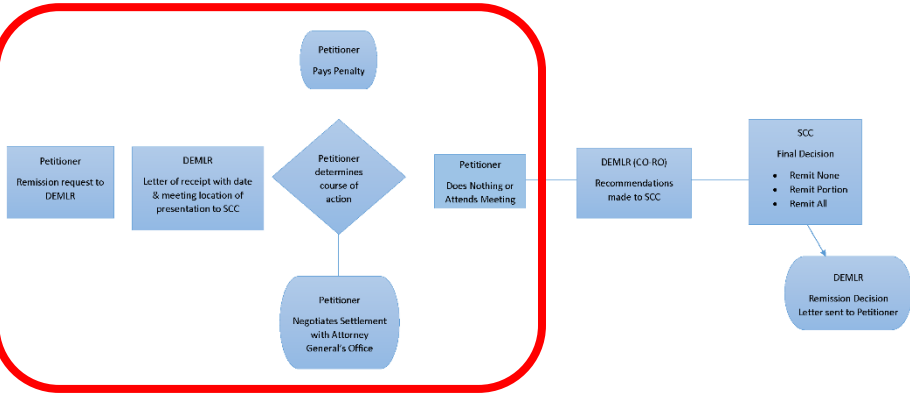 Petitioner
Pays Penalty
Petitioner
Remission request to
DEMLR
DEMLR
Letter of receipt with date
& meeting location of
presentation to SCC
Petitioner
determines
course of
action
Petitioner
Does Nothing or
Attends Meeting
DEMLR (CO-RO)
Recommendations
made to SCC
SCC
Final Decision
• Remit None
• Remit Portion
• Remit All
Petitioner
Negotiates Settlement
with Attorney
General's Office
DEMLR
Remission Decision
Letter sent to Petitioner